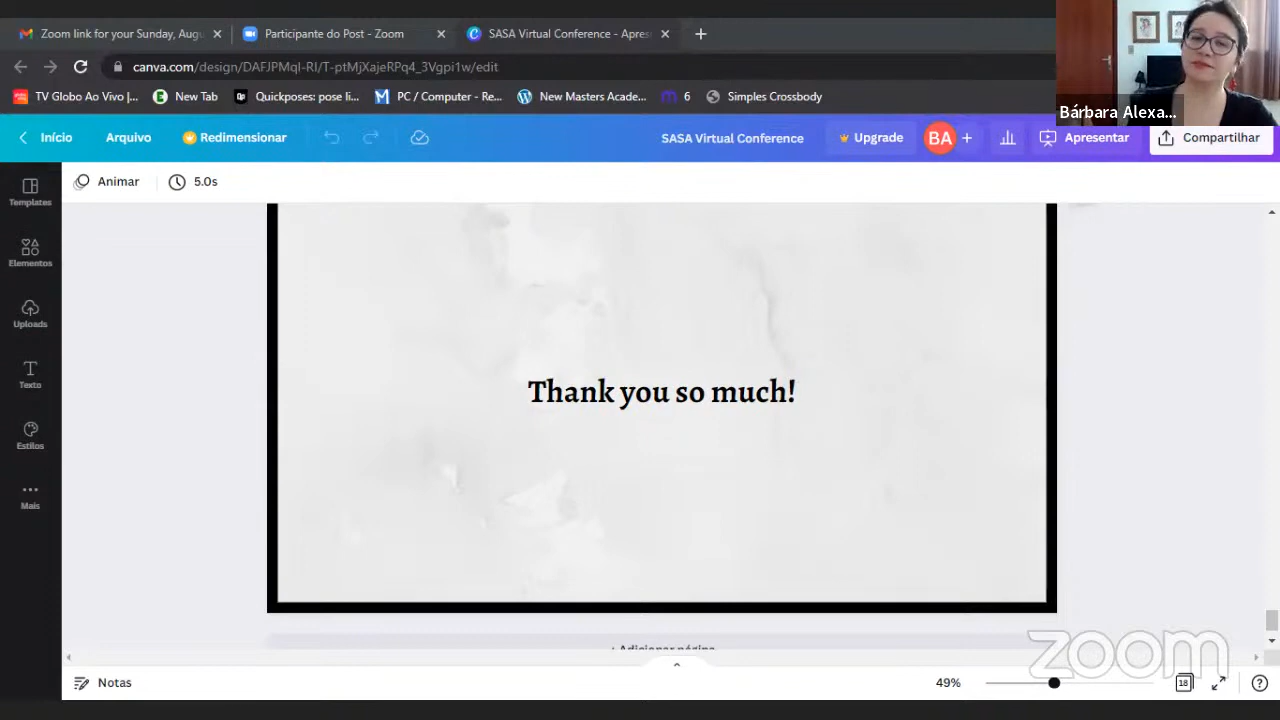 Zoom link for your Sunday, Augu
Participante do Post - Zoom
SASA Virtual Conference - Apres
canva.com/design/DAFJPMqI-RI/T-ptMjXajeRPq4_3Vgpi1w/edit
TV Globo Ao Vivo |...
New Tab
Quickposes: pose li...
PC / Computer - Re...
New Masters Acade...
6
Simples Crossbody
Bárbara Alexa...
Início
Arquivo
Redimensionar
SASA Virtual Conference
Upgrade
BA
Apresentar
Compartilhar
Animar
5.0s
Templates
Elementos
Uploads
Texto
Estilos
Mais
Thank you so much!
+ Adicionar página
zoom
Notas
49%
18